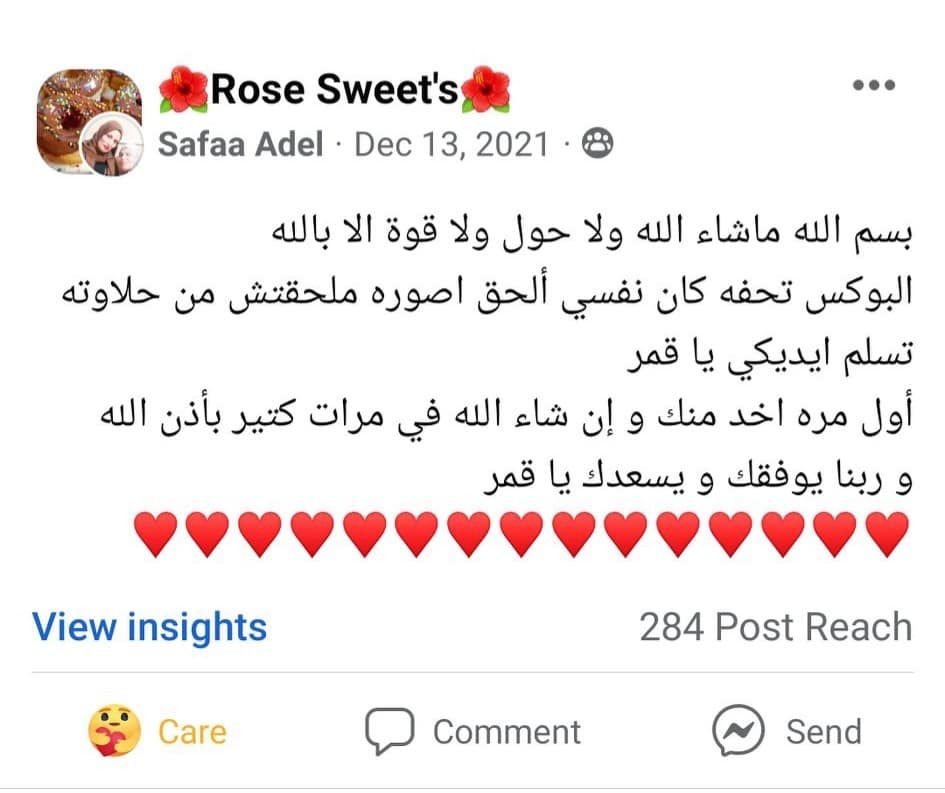 🌺Rose Sweet's🌺
Safaa Adel · Dec 13, 2021 ·
بسم الله ماشاء الله ولا حول ولا قوة الا بالله
البوكس تحفه كان نفسي ألحق اصوره ملحقتش من حلاوته
تسلم ايديكي يا قمر
أول مره اخد منك و إن شاء الله في مرات كتير بأذن الله
و ربنا يوفقك و يسعدك يا قمر
♥️♥️♥️♥️♥️♥️♥️♥️♥️♥️♥️♥️♥️♥️♥️
View insights 284 Post Reach
Care Comment Send